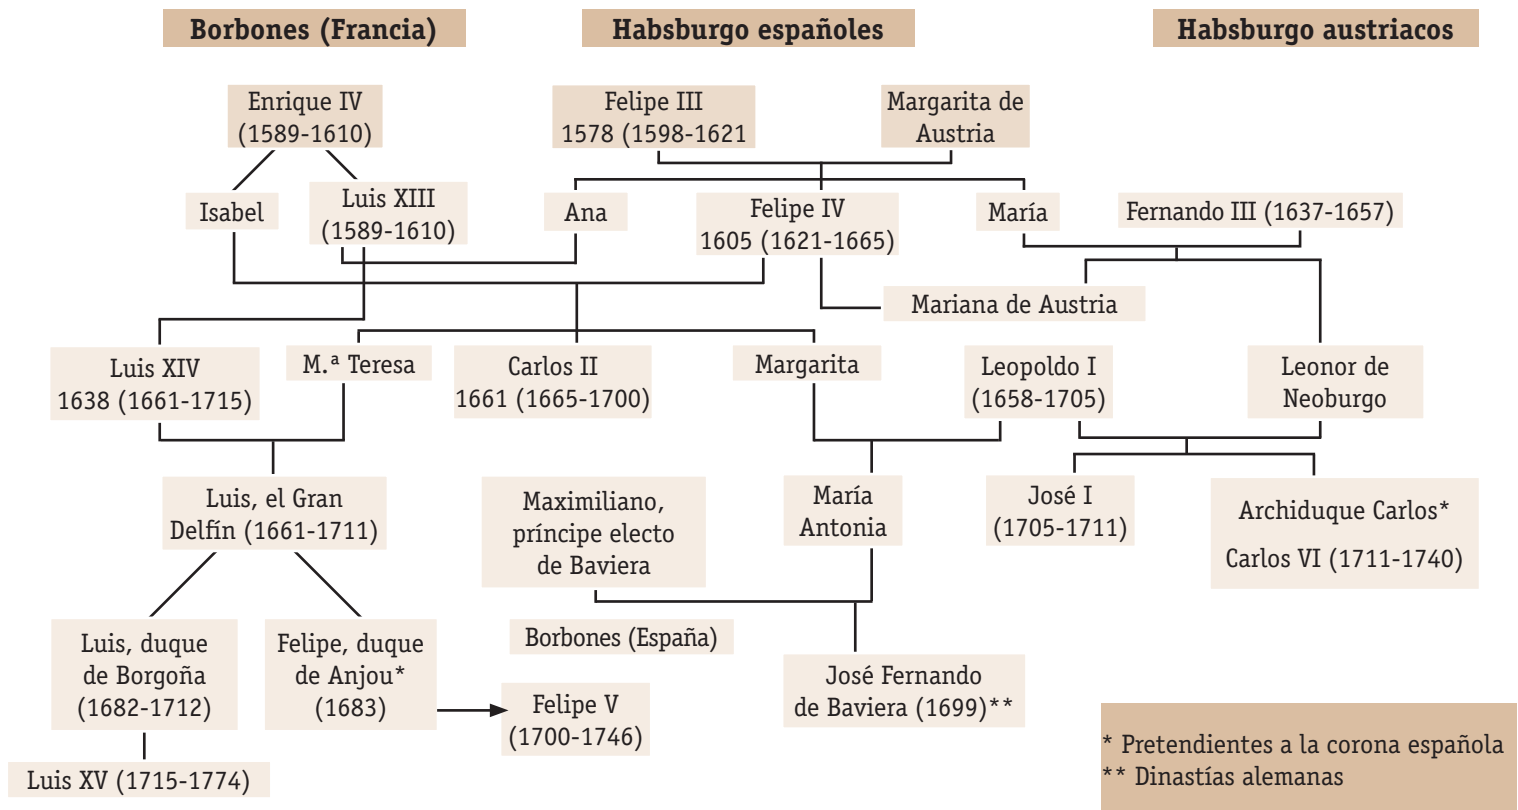 Borbones (Francia)
Habsburgo españoles
Habsburgo austriacos
Enrique IV
(1589-1610)
Felipe III
1578 (1598-1621
Margarita de
Austria
Isabel
Luis XIII
(1589-1610)
Ana
Felipe IV
1605 (1621-1665)
María
Fernando III (1637-1657)
Mariana de Austria
Luis XIV
1638 (1661-1715)
M.ª Teresa
Carlos II
1661 (1665-1700)
Margarita
Leopoldo I
(1658-1705)
Leonor de
Neoburgo
Luis, el Gran
Delfín (1661-1711)
Maximiliano,
príncipe electo
de Baviera
María
Antonia
José I
(1705-1711)
Archiduque Carlos*
Carlos VI (1711-1740)
Luis, duque
de Borgoña
(1682-1712)
Felipe, duque
de Anjou*
(1683)
Borbones (España)
Felipe V
(1700-1746)
José Fernando
de Baviera (1699)**
Luis XV (1715-1774)
* Pretendientes a la corona española
** Dinastías alemanas